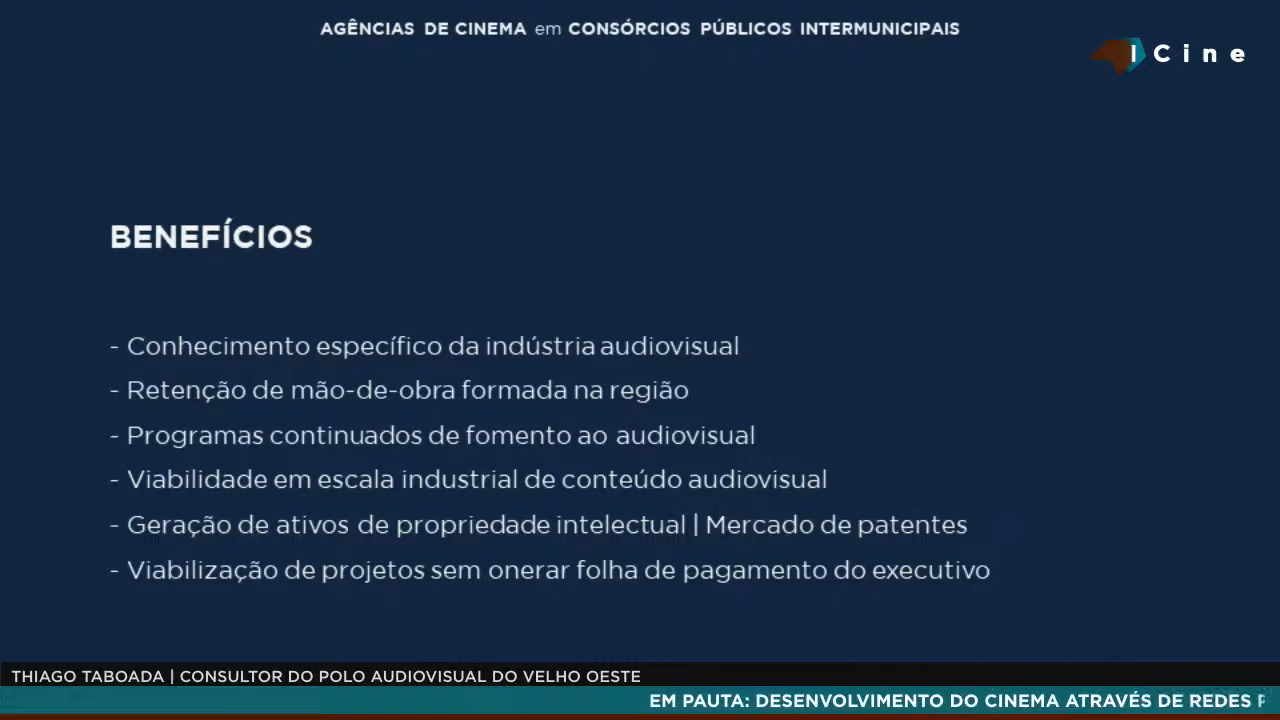 AGÊNCIAS DE CINEMA em CONSÓRCIOS PÚBLICOS INTERMUNICIPAIS
ICine
BENEFÍCIOS
- Conhecimento específico da indústria audiovisual
- Retenção de mão-de-obra formada na região
- Programas continuados de fomento ao audiovisual
- Viabilidade em escala industrial de conteúdo audiovisual
- Geração de ativos de propriedade intelectual | Mercado de patentes
- Viabilização de projetos sem onerar folha de pagamento do executivo
THIAGO TABOADA | CONSULTOR DO POLO AUDIOVISUAL DO VELHO OESTE
EM PAUTA: DESENVOLVIMENTO DO CINEMA ATRAVÉS DE REDES